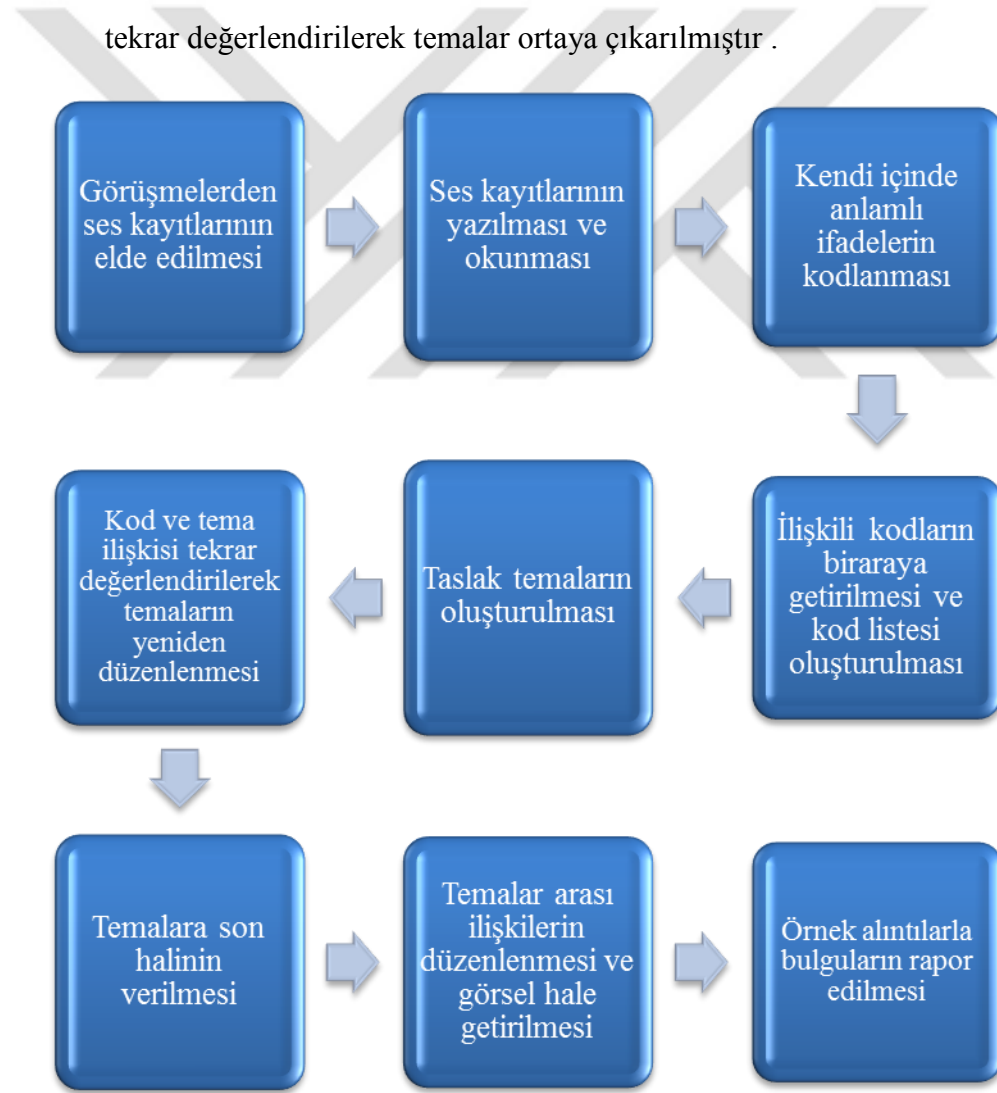 tekrar değerlendirilerek temalar ortaya çıkarılmıştır .
Görüşmelerden
ses kayıtlarının
elde edilmesi
Ses kayıtlarının
yazılması ve
okunması
Kendi içinde
anlamlı
ifadelerin
kodlanması
İlişkili kodların
biraraya
getirilmesi ve
kod listesi
oluşturulması
Taslak temaların
oluşturulması
Kod ve tema
ilişkisi tekrar
değerlendirilerek
temaların
yeniden
düzenlenmesi
Temalara son
halinin
verilmesi
Temalar arası
ilişkilerin
düzenlenmesi ve
görsel hale
getirilmesi
Örnek alıntılarla
bulguların rapor
edilmesi